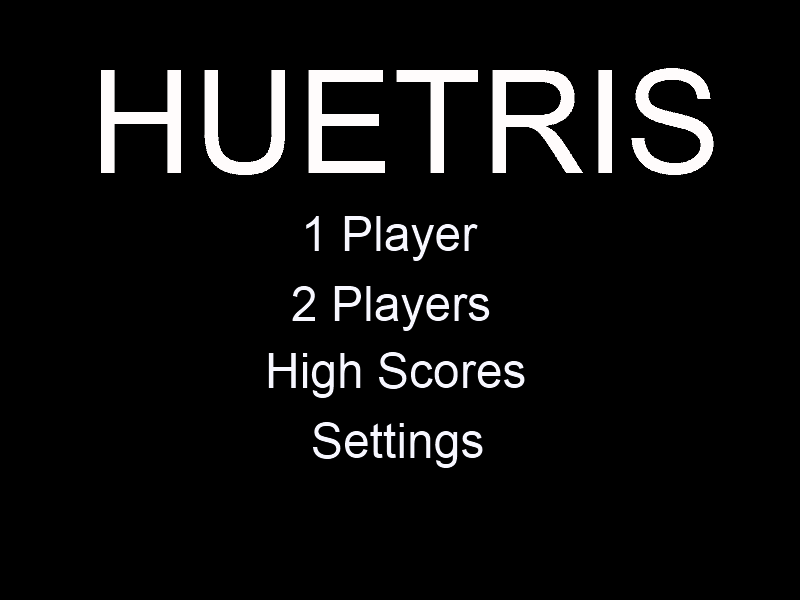 HUETRIS
1 Player
2 Players
High Scores
Settings